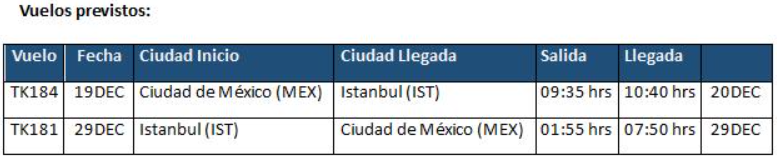 Vuelos previstos:
Vuelo Fecha Ciudad Inicio Ciudad Llegada Salida Llegada
TK184 19DEC Ciudad de México (MEX) Istanbul (IST) 09:35 hrs 10:40 hrs 20DEC
TK181 29DEC Istanbul (IST) Ciudad de México (MEX) 01:55 hrs 07:50 hrs 29DEC